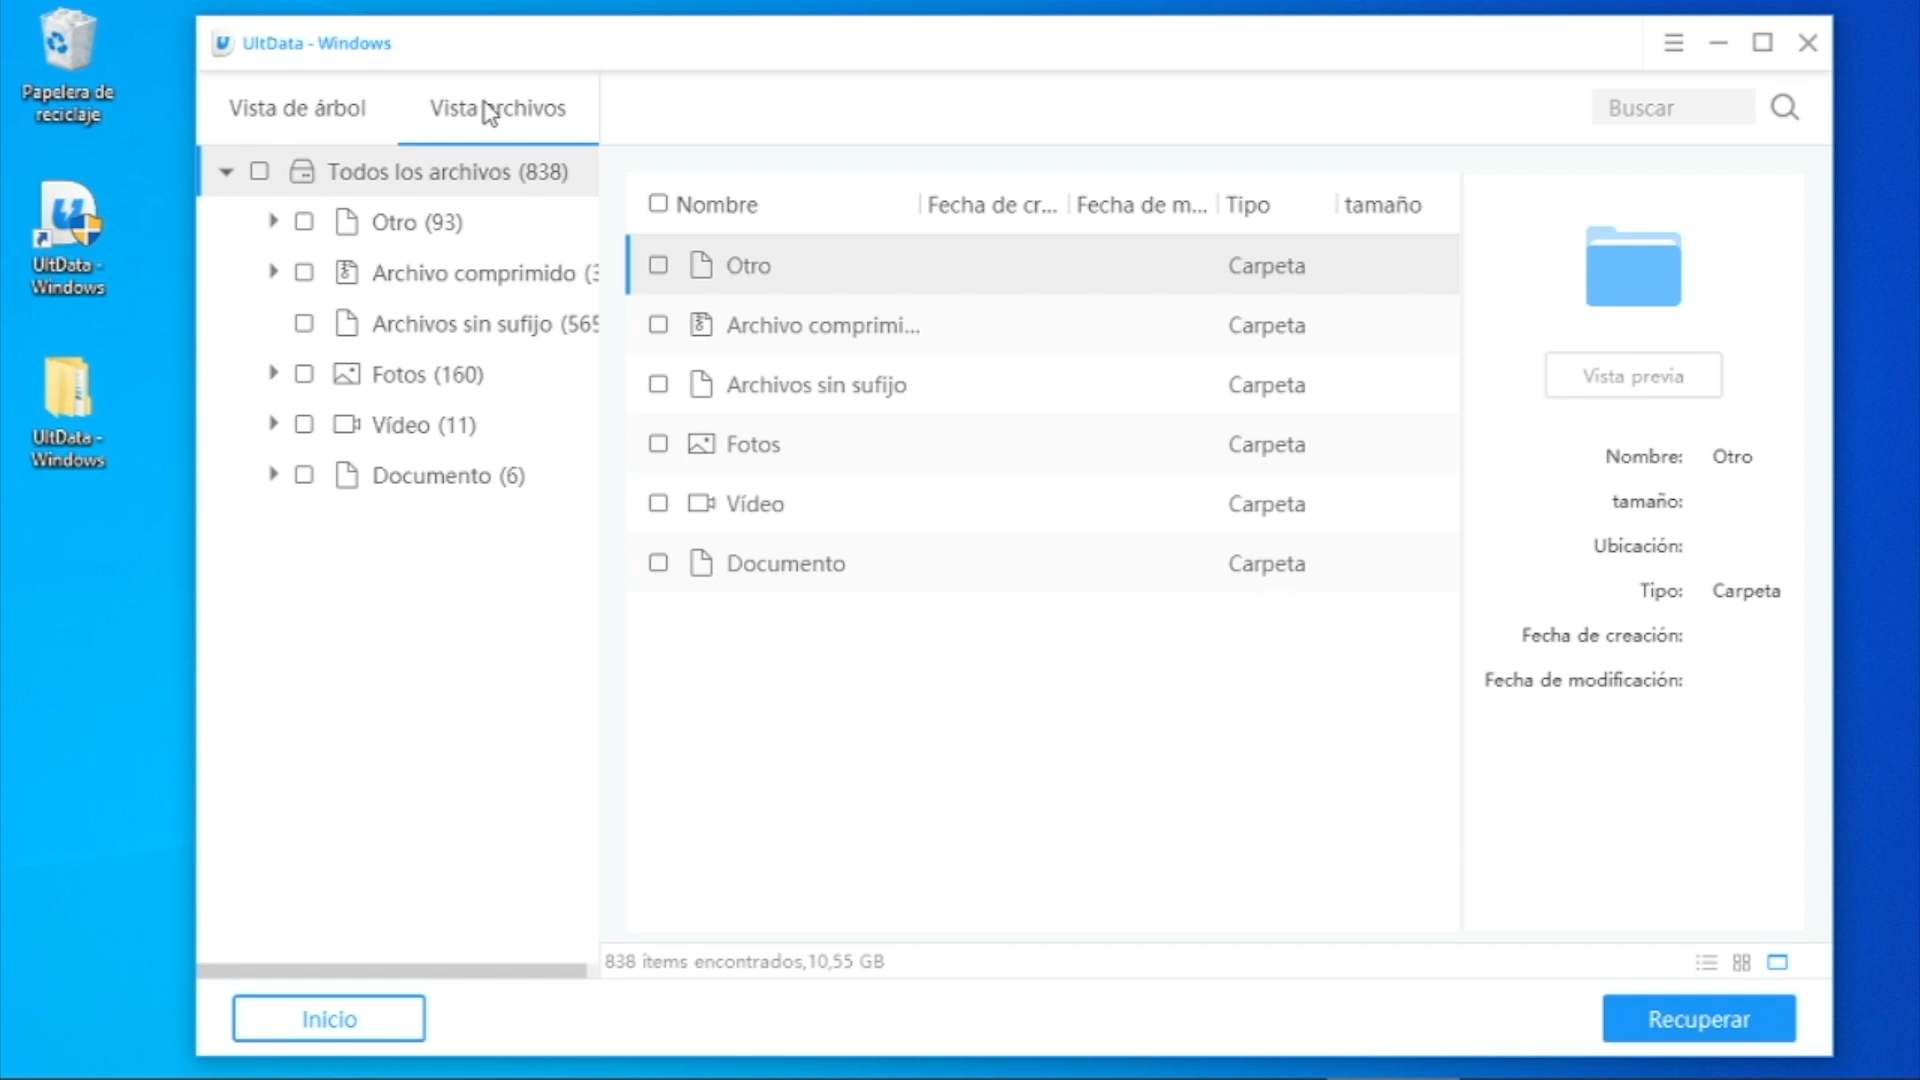 Papelera de
reciclaje
UltData -
Windows
UltData -
Windows
UltData - Windows
Vista de árbol
Vista archivos
Buscar
Todos los archivos (838)
Otro (93)
Archivo comprimido (3
Archivos sin sufijo (565
Fotos (160)
Vídeo (11)
Documento (6)
Nombre Fecha de cr... Fecha de m... Tipo tamaño
Otro Carpeta
Archivo comprimi... Carpeta
Archivos sin sufijo Carpeta
Fotos Carpeta
Vídeo Carpeta
Documento Carpeta
Vista previa
Nombre: Otro
tamaño:
Ubicación:
Tipo: Carpeta
Fecha de creación:
Fecha de modificación:
838 ítems encontrados,10,55 GB
Inicio
Recuperar